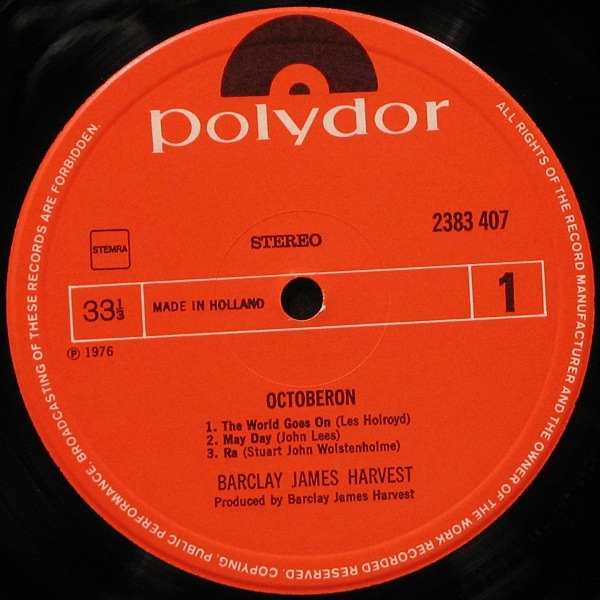 polydor
2383 407
STEREO
STEMRA
33 1/3
MADE IN HOLLAND
1
℗ 1976
OCTOBERON
1. The World Goes On (Les Holroyd)
2. May Day (John Lees)
3. Ra (Stuart John Wolstenholme)
BARCLAY JAMES HARVEST
Produced by Barclay James Harvest
ALL RIGHTS OF THE RECORD MANUFACTURER AND THE OWNER OF THE WORK RECORDED RESERVED. COPYING, PUBLIC PERFORMANCE, BROADCASTING OF THESE RECORDS ARE FORBIDDEN.